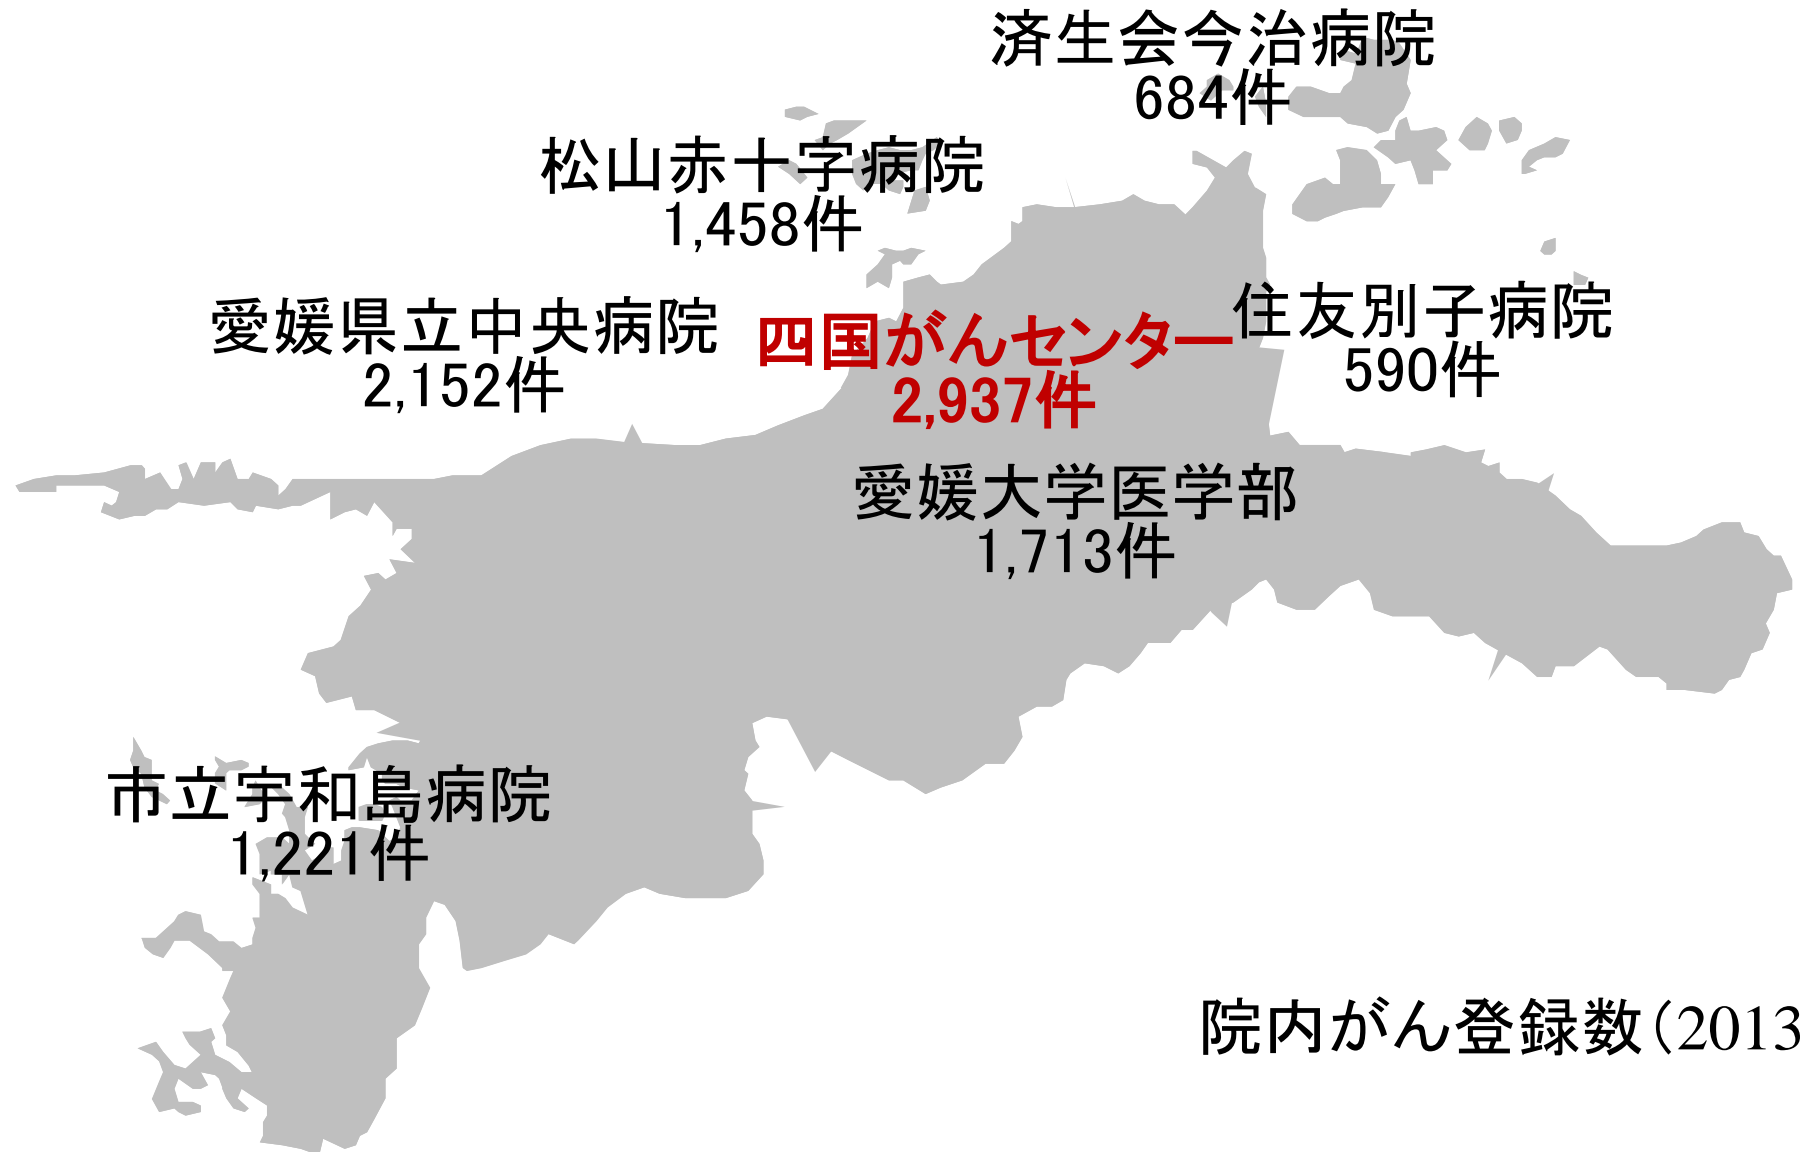 済生会今治病院
684件
松山赤十字病院
1,458件
愛媛県立中央病院
2,152件
四国がんセンター
2,937件
住友別子病院
590件
愛媛大学医学部
1,713件
市立宇和島病院
1,221件
院内がん登録数（2013